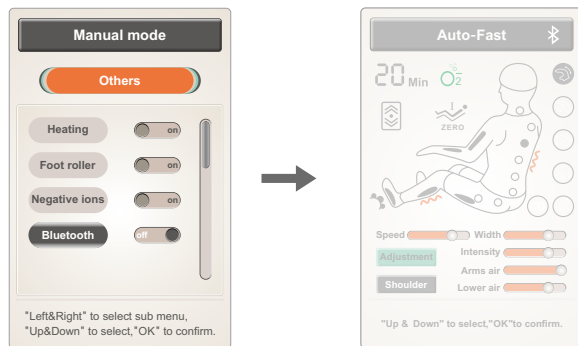 Manual mode
Others
Heating
on
Foot roller
on
Negative ions
on
Bluetooth
off
"Left&Right" to select sub menu,
"Up&Down" to select,"OK" to confirm.
Auto-Fast
20 Min O2
ZERO
Speed
Width
Adjustment
Intensity
Arms air
Shoulder
Lower air
"Up & Down" to select,"OK"to confirm.